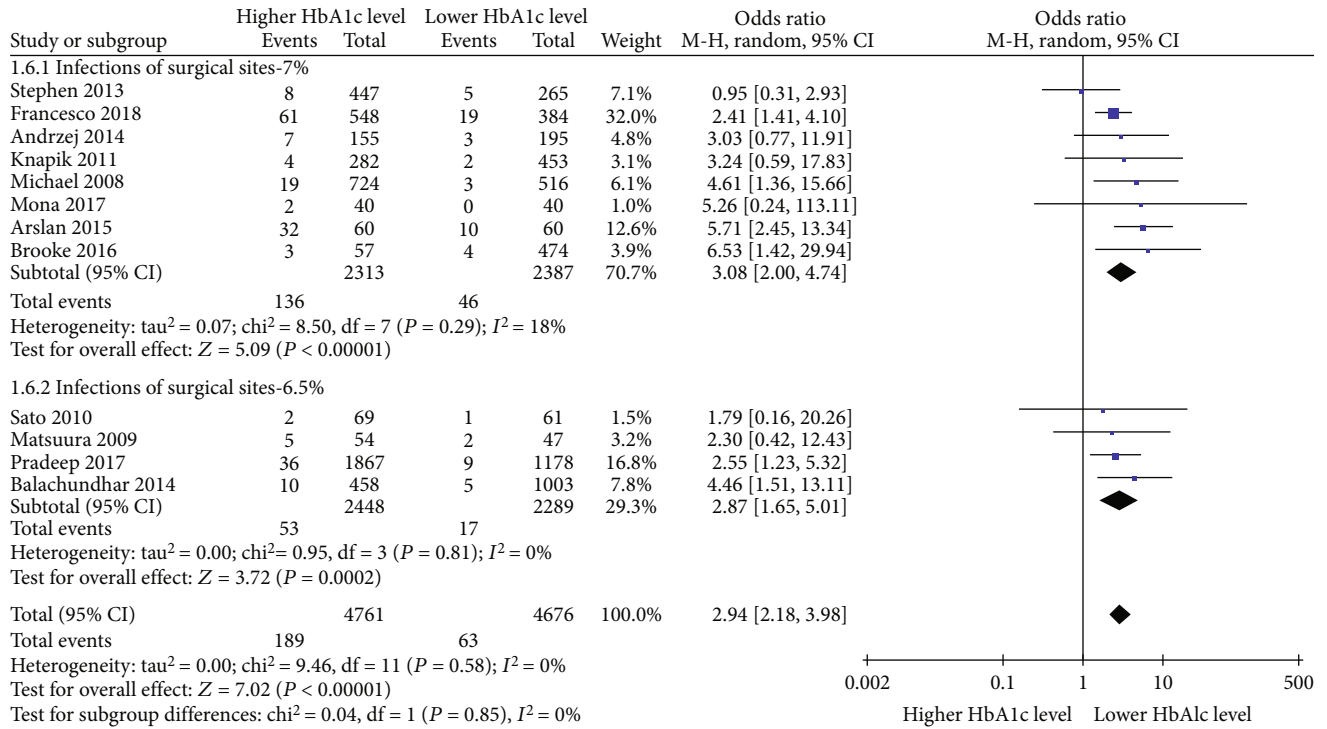 Higher HbA1c level Lower HbA1c level Odds ratio Odds ratio
Study or subgroup Events Total Events Total Weight M-H, random, 95% CI M-H, random, 95% CI
1.6.1 Infections of surgical sites-7%
Stephen 2013 8 447 5 265 7.1% 0.95 [0.31, 2.93]
Francesco 2018 61 548 19 384 32.0% 2.41 [1.41, 4.10]
Andrzej 2014 7 155 3 195 4.8% 3.03 [0.77, 11.91]
Knapik 2011 4 282 2 453 3.1% 3.24 [0.59, 17.83]
Michael 2008 19 724 3 516 6.1% 4.61 [1.36, 15.66]
Mona 2017 2 40 0 40 1.0% 5.26 [0.24, 113.11]
Arslan 2015 32 60 10 60 12.6% 5.71 [2.45, 13.34]
Brooke 2016 3 57 4 474 3.9% 6.53 [1.42, 29.94]
Subtotal (95% CI) 2313 2387 70.7% 3.08 [2.00, 4.74]
Total events 136 46
Heterogeneity: tau² = 0.07; chi² = 8.50, df = 7 (P = 0.29); I² = 18%
Test for overall effect: Z = 5.09 (P < 0.00001)
1.6.2 Infections of surgical sites-6.5%
Sato 2010 2 69 1 61 1.5% 1.79 [0.16, 20.26]
Matsuura 2009 5 54 2 47 3.2% 2.30 [0.42, 12.43]
Pradeep 2017 36 1867 9 1178 16.8% 2.55 [1.23, 5.32]
Balachundhar 2014 10 458 5 1003 7.8% 4.46 [1.51, 13.11]
Subtotal (95% CI) 2448 2289 29.3% 2.87 [1.65, 5.01]
Total events 53 17
Heterogeneity: tau² = 0.00; chi²= 0.95, df = 3 (P = 0.81); I² = 0%
Test for overall effect: Z = 3.72 (P = 0.0002)
Total (95% CI) 4761 4676 100.0% 2.94 [2.18, 3.98]
Total events 189 63
Heterogeneity: tau² = 0.00; chi² = 9.46, df = 11 (P = 0.58); I² = 0%
Test for overall effect: Z = 7.02 (P < 0.00001)
0.002 0.1 1 10 500
Test for subgroup differences: chi² = 0.04, df = 1 (P = 0.85), I² = 0%
Higher HbA1c level Lower HbAlc level